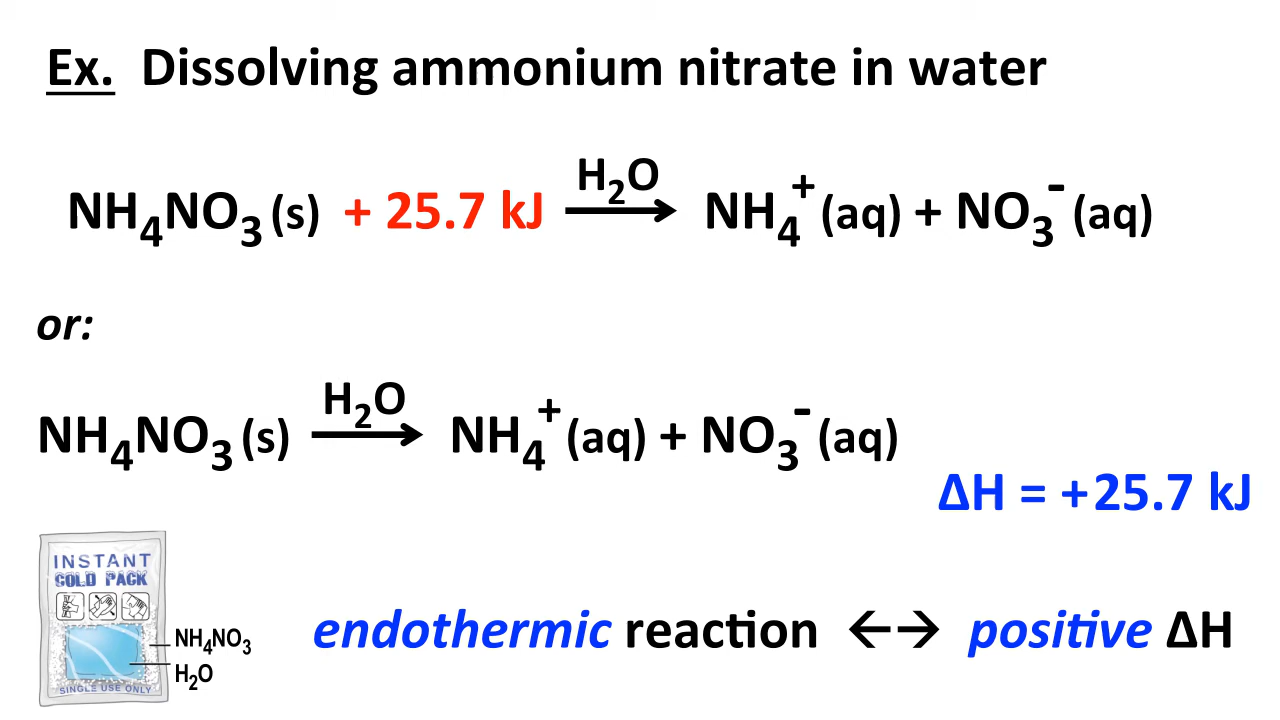 Ex. Dissolving ammonium nitrate in water
H₂O
NH₄NO₃ (s) + 25.7 kJ ⟶ NH₄⁺ (aq) + NO₃⁻ (aq)
or:
H₂O
NH₄NO₃ (s) ⟶ NH₄⁺ (aq) + NO₃⁻ (aq)
ΔH = +25.7 kJ
INSTANT
COLD PACK
NH₄NO₃
H₂O
SINGLE USE ONLY
endothermic reaction ←→ positive ΔH